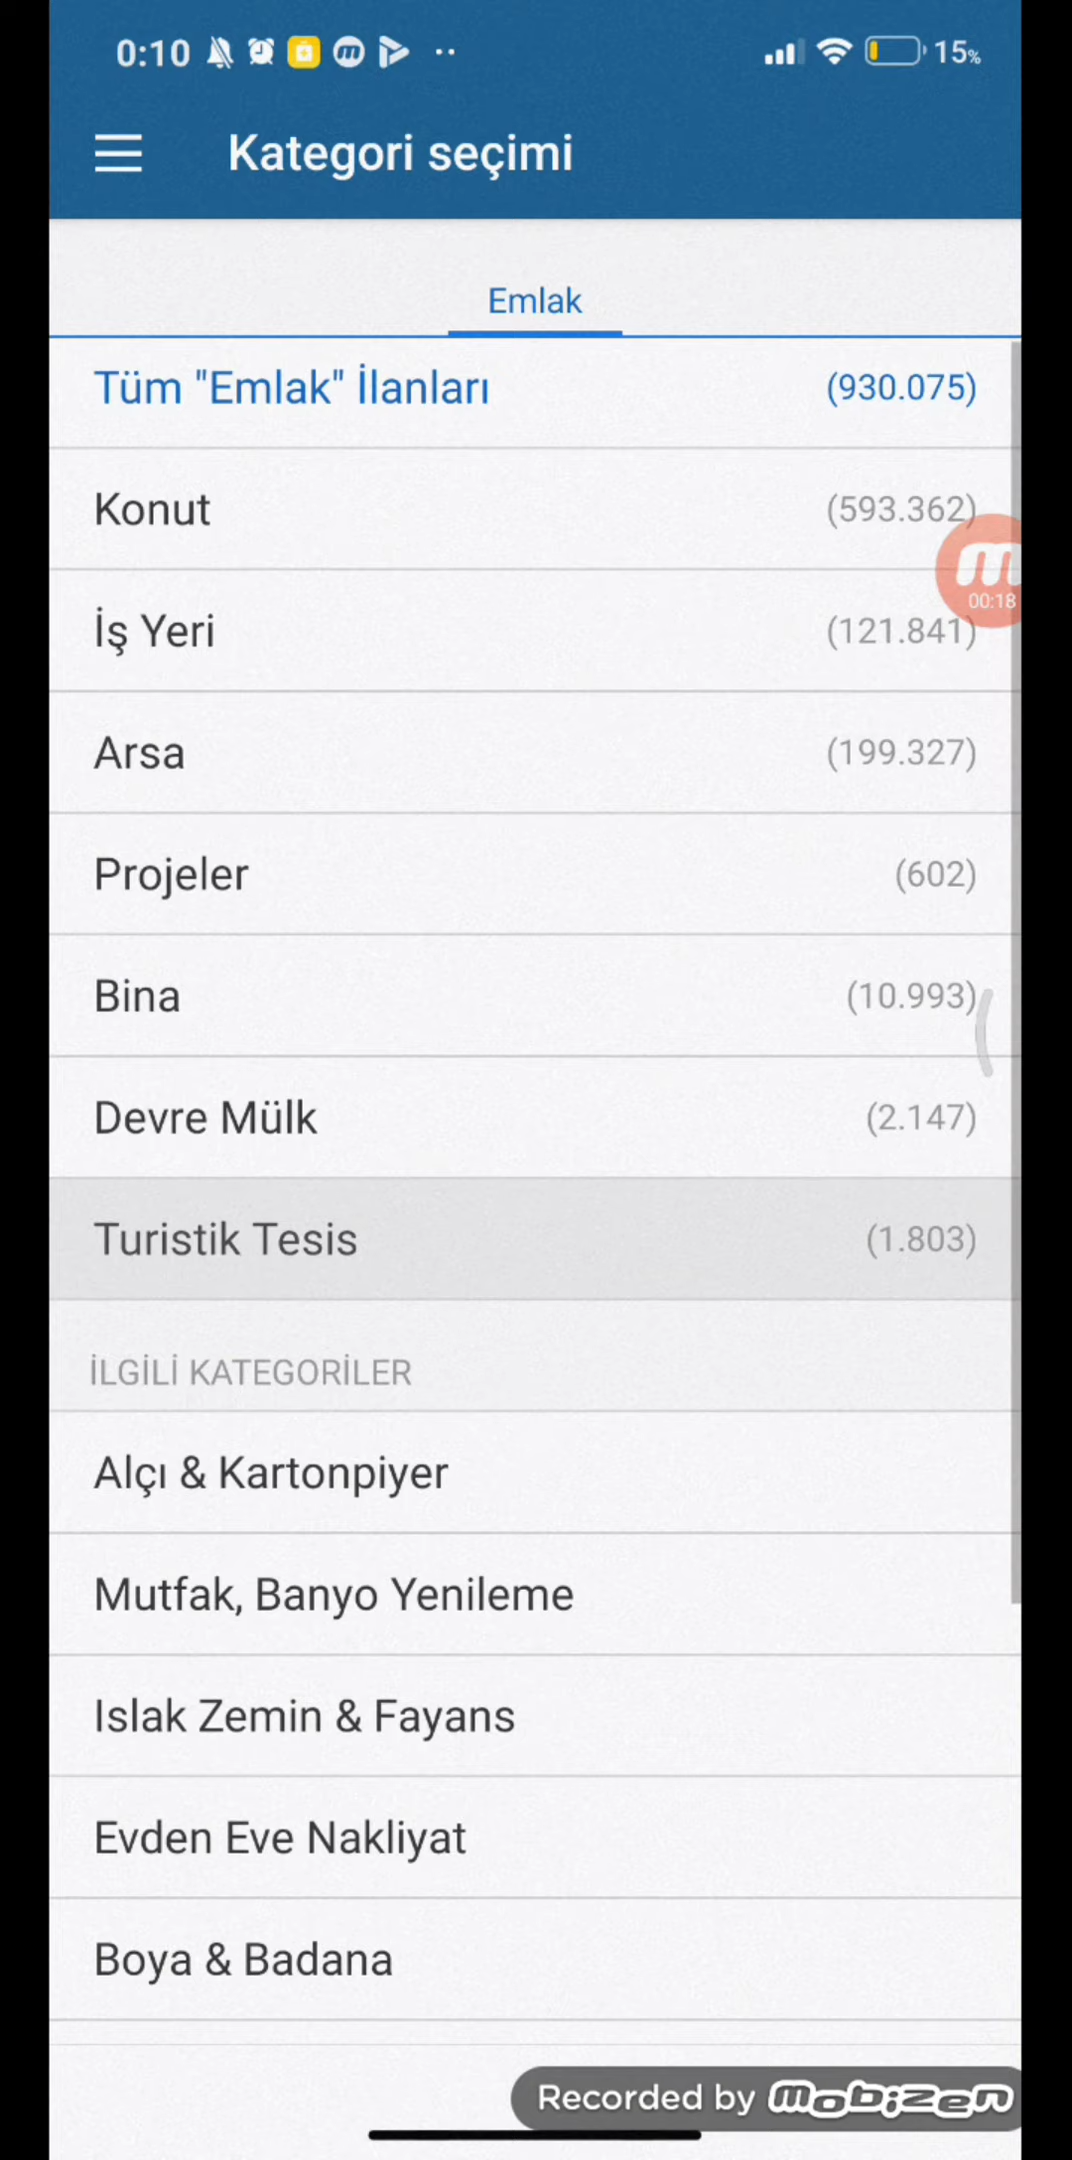 0:10 15%
Kategori seçimi
Emlak
Tüm "Emlak" İlanları (930.075)
Konut (593.362)
00:18
İş Yeri (121.841)
Arsa (199.327)
Projeler (602)
Bina (10.993)
Devre Mülk (2.147)
Turistik Tesis (1.803)
İLGİLİ KATEGORİLER
Alçı & Kartonpiyer
Mutfak, Banyo Yenileme
Islak Zemin & Fayans
Evden Eve Nakliyat
Boya & Badana
Recorded by mobizen